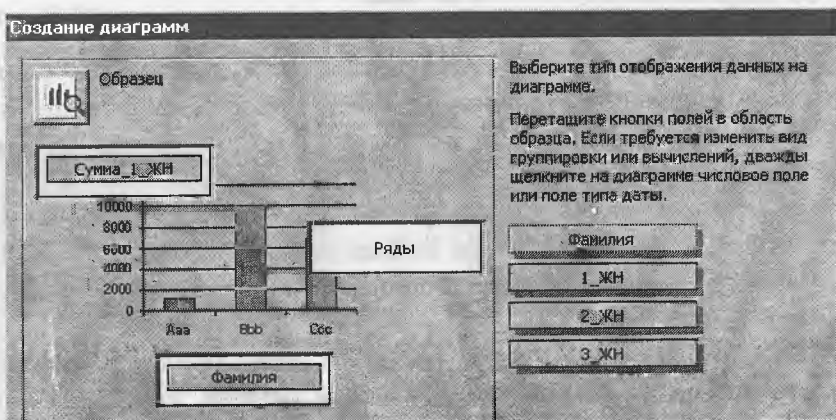 Создание диаграмм
Образец
Сумма_1_ЖН
10000
8000
6000
4000
2000
0
Ааа
Bbb
Ccc
Ряды
Фамилия
Выберите тип отображения данных на
диаграмме.
Перетащите кнопки полей в область
образца. Если требуется изменить вид
группировки или вычислений, дважды
щелкните на диаграмме числовое поле
или поле типа даты.
Фамилия
1_ЖН
2_ЖН
3_ЖН